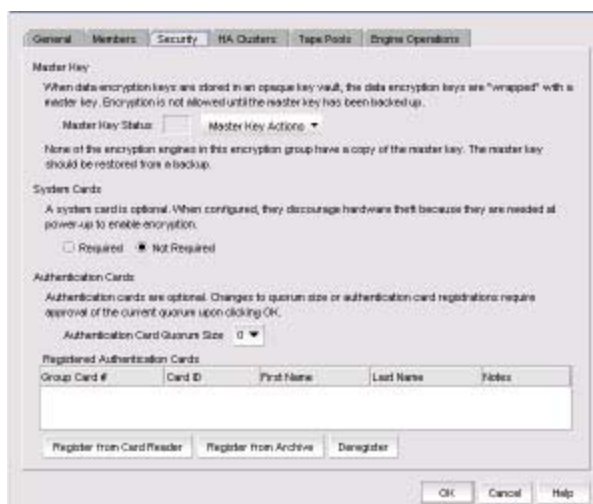 General Members Security HA Clusters Tape Pools Engine Operations
Master Key
When data encryption keys are stored in an opaque key vault, the data encryption keys are "wrapped" with a
master key. Encryption is not allowed until the master key has been backed up.
Master Key Status: Master Key Actions
None of the encryption engines in this encryption group have a copy of the master key. The master key
should be restored from a backup.
System Cards
A system card is optional. When configured, they discourage hardware theft because they are needed at
power-up to enable encryption.
Required Not Required
Authentication Cards
Authentication cards are optional. Changes to quorum size or authentication card registrations require
approval of the current quorum upon clicking OK.
Authentication Card Quorum Size 0
Registered Authentication Cards
Group Card # Card ID First Name Last Name Notes
Register from Card Reader Register from Archive Deregister
OK Cancel Help